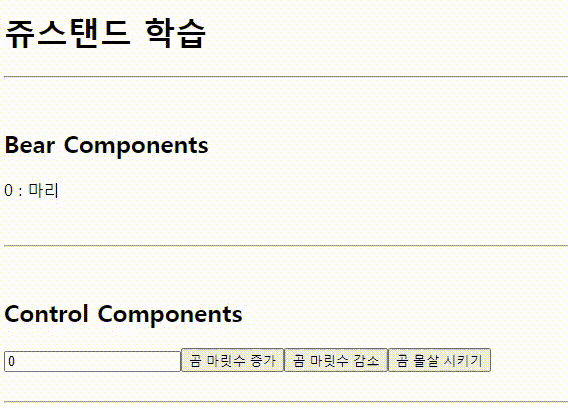 쥬스탠드 학습
Bear Components
0 : 마리
Control Components
0 곰 마릿수 증가 곰 마릿수 감소 곰 몰살 시키기